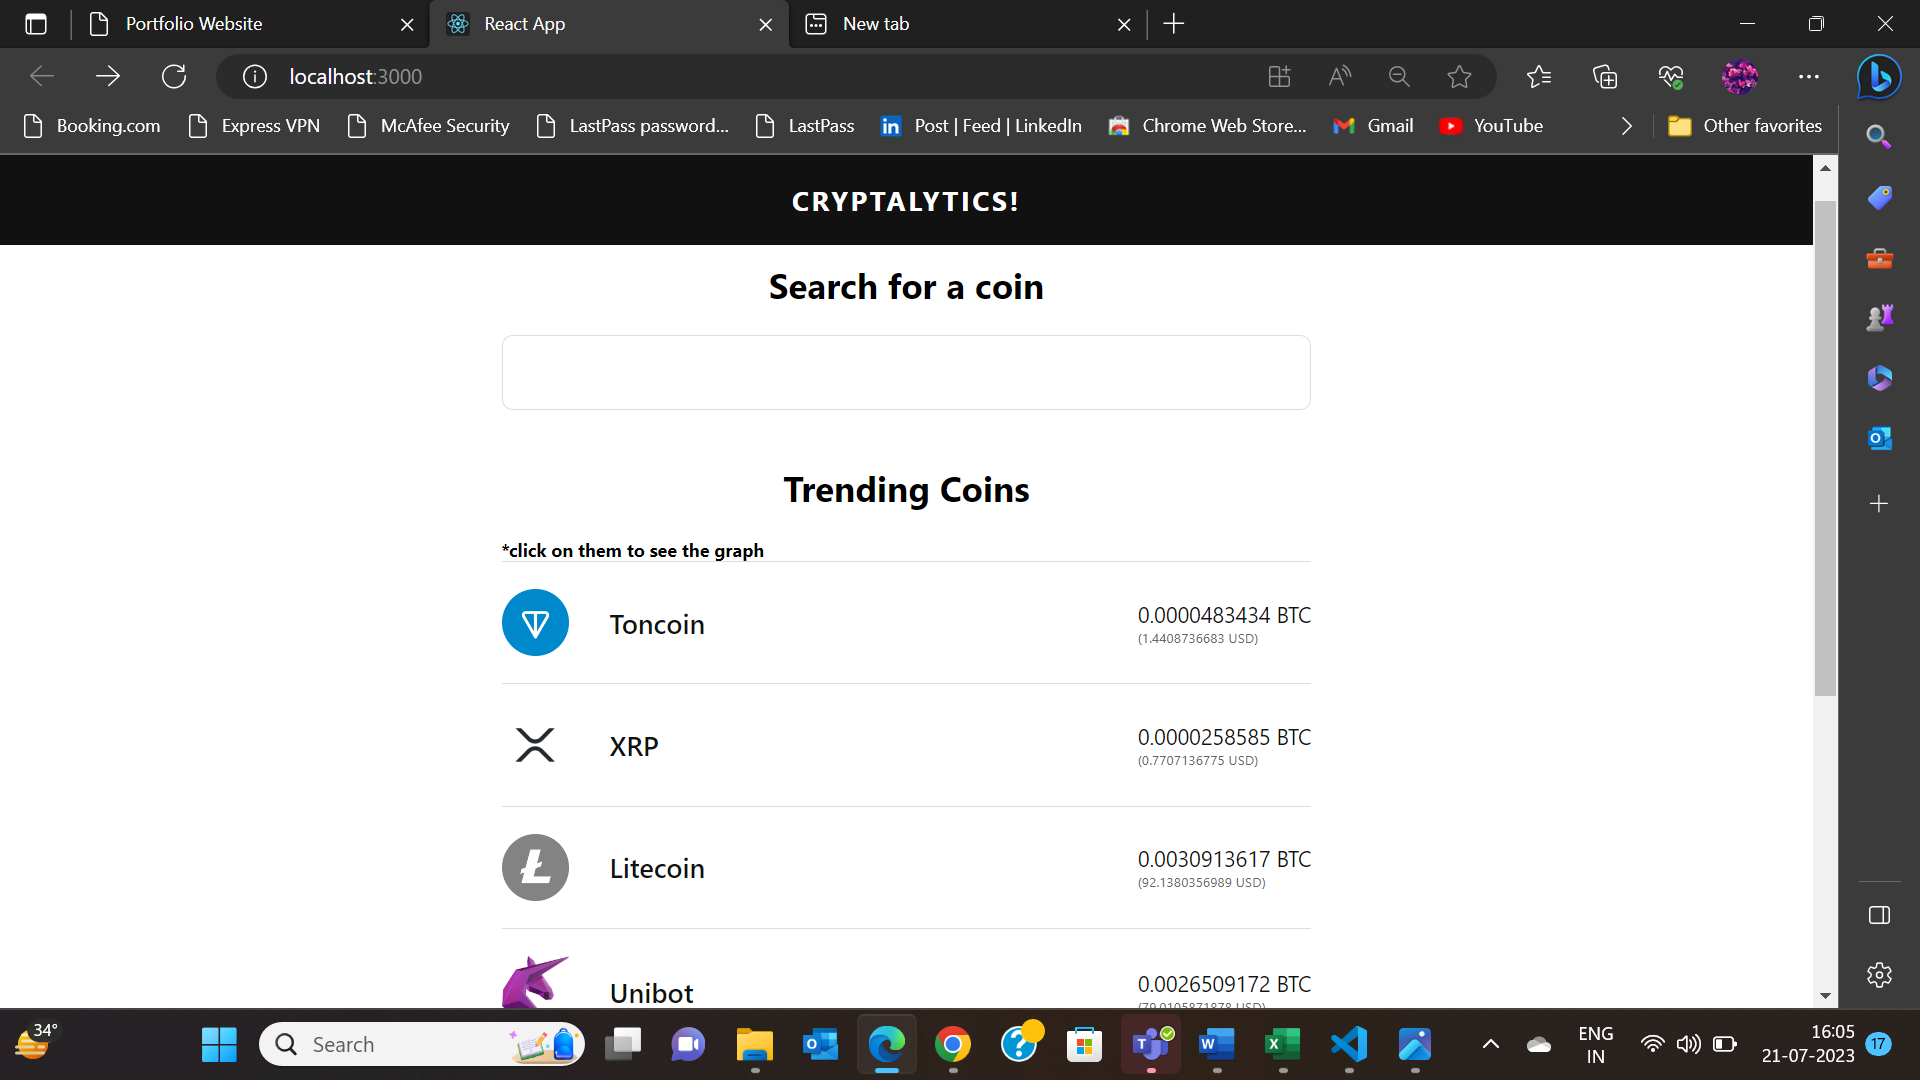 Portfolio Website
React App
New tab
localhost:3000
Booking.com
Express VPN
McAfee Security
LastPass password...
LastPass
Post | Feed | LinkedIn
Chrome Web Store...
Gmail
YouTube
Other favorites
CRYPTALYTICS!
Search for a coin
Trending Coins
*click on them to see the graph
Toncoin
0.0000483434 BTC
(1.4408736683 USD)
XRP
0.0000258585 BTC
(0.7707136775 USD)
Litecoin
0.0030913617 BTC
(92.1380356989 USD)
Unibot
0.0026509172 BTC
(79.0105871878 USD)
34°
Search
ENG
IN
16:05
21-07-2023
17